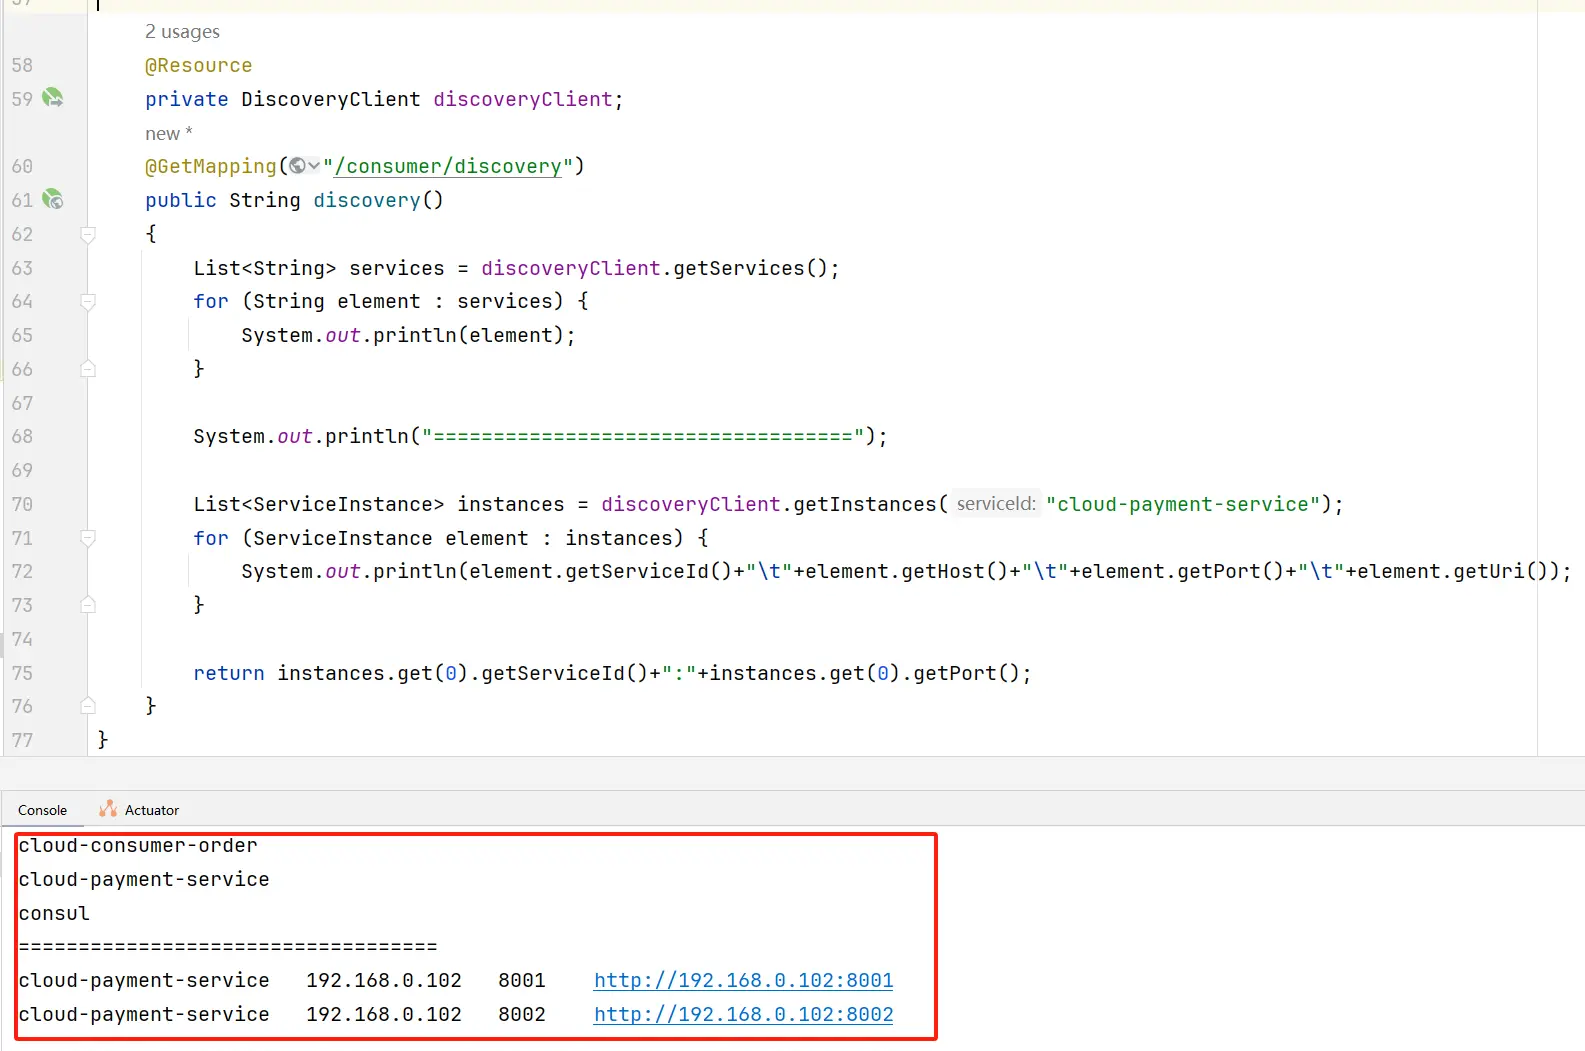 57
2 usages
58 @Resource
59 private DiscoveryClient discoveryClient;
new *
60 @GetMapping("/consumer/discovery")
61 public String discovery()
62 {
63 List<String> services = discoveryClient.getServices();
64 for (String element : services) {
65 System.out.println(element);
66 }
67
68 System.out.println("===================================");
69
70 List<ServiceInstance> instances = discoveryClient.getInstances( serviceId: "cloud-payment-service");
71 for (ServiceInstance element : instances) {
72 System.out.println(element.getServiceId()+"\t"+element.getHost()+"\t"+element.getPort()+"\t"+element.getUri());
73 }
74
75 return instances.get(0).getServiceId()+":"+instances.get(0).getPort();
76 }
77 }
Console Actuator
cloud-consumer-order
cloud-payment-service
consul
===================================
cloud-payment-service 192.168.0.102 8001 http://192.168.0.102:8001
cloud-payment-service 192.168.0.102 8002 http://192.168.0.102:8002